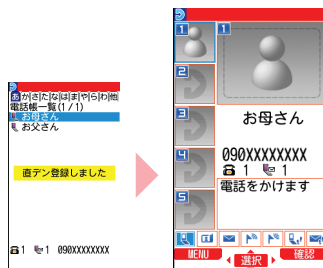 あかさたなはまやらわ他
電話帳一覧(1/1)
お母さん
お父さん
直デン登録しました
1 1 090XXXXXXXX
1
1
2
3
4
5
お母さん
090XXXXXXXX
1 1
電話をかけます
MENU 選択 確認